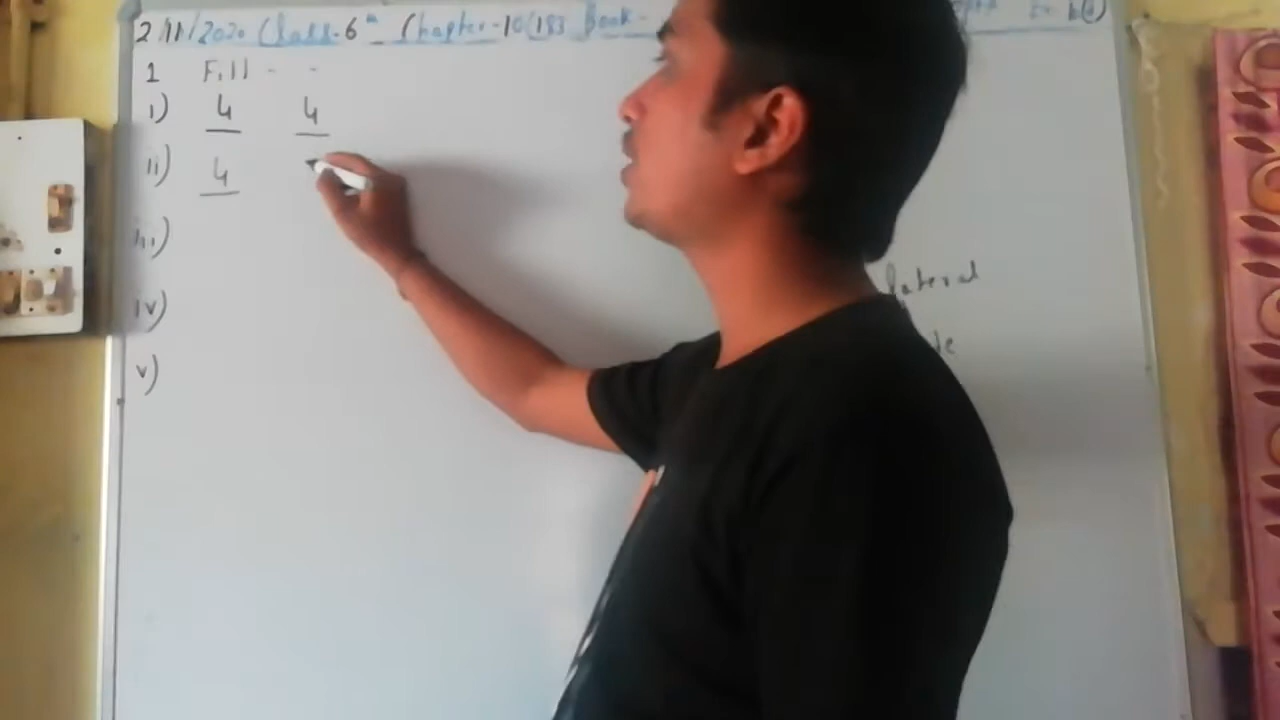 2/11/2020 Class-6th Chapter-10(183 Book-
1 Fill - -
i) 4 4
ii) 4
iii)
iv)
v)
lateral